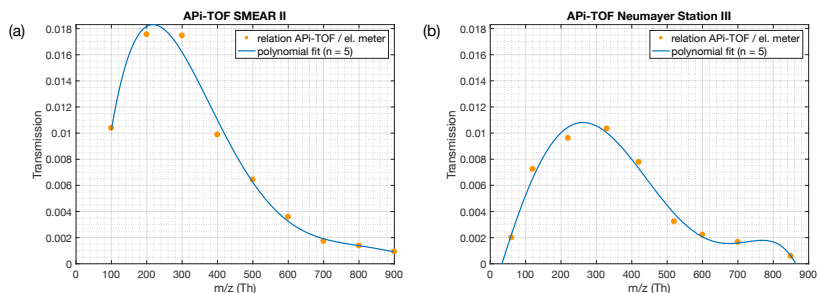 (a)
APi-TOF SMEAR II
relation APi-TOF / el. meter
polynomial fit (n = 5)
Transmission
0.018
0.016
0.014
0.012
0.01
0.008
0.006
0.004
0.002
0
0 100 200 300 400 500 600 700 800 900
m/z (Th)
(b)
APi-TOF Neumayer Station III
relation APi-TOF / el. meter
polynomial fit (n = 5)
Transmission
0.018
0.016
0.014
0.012
0.01
0.008
0.006
0.004
0.002
0
0 100 200 300 400 500 600 700 800 900
m/z (Th)